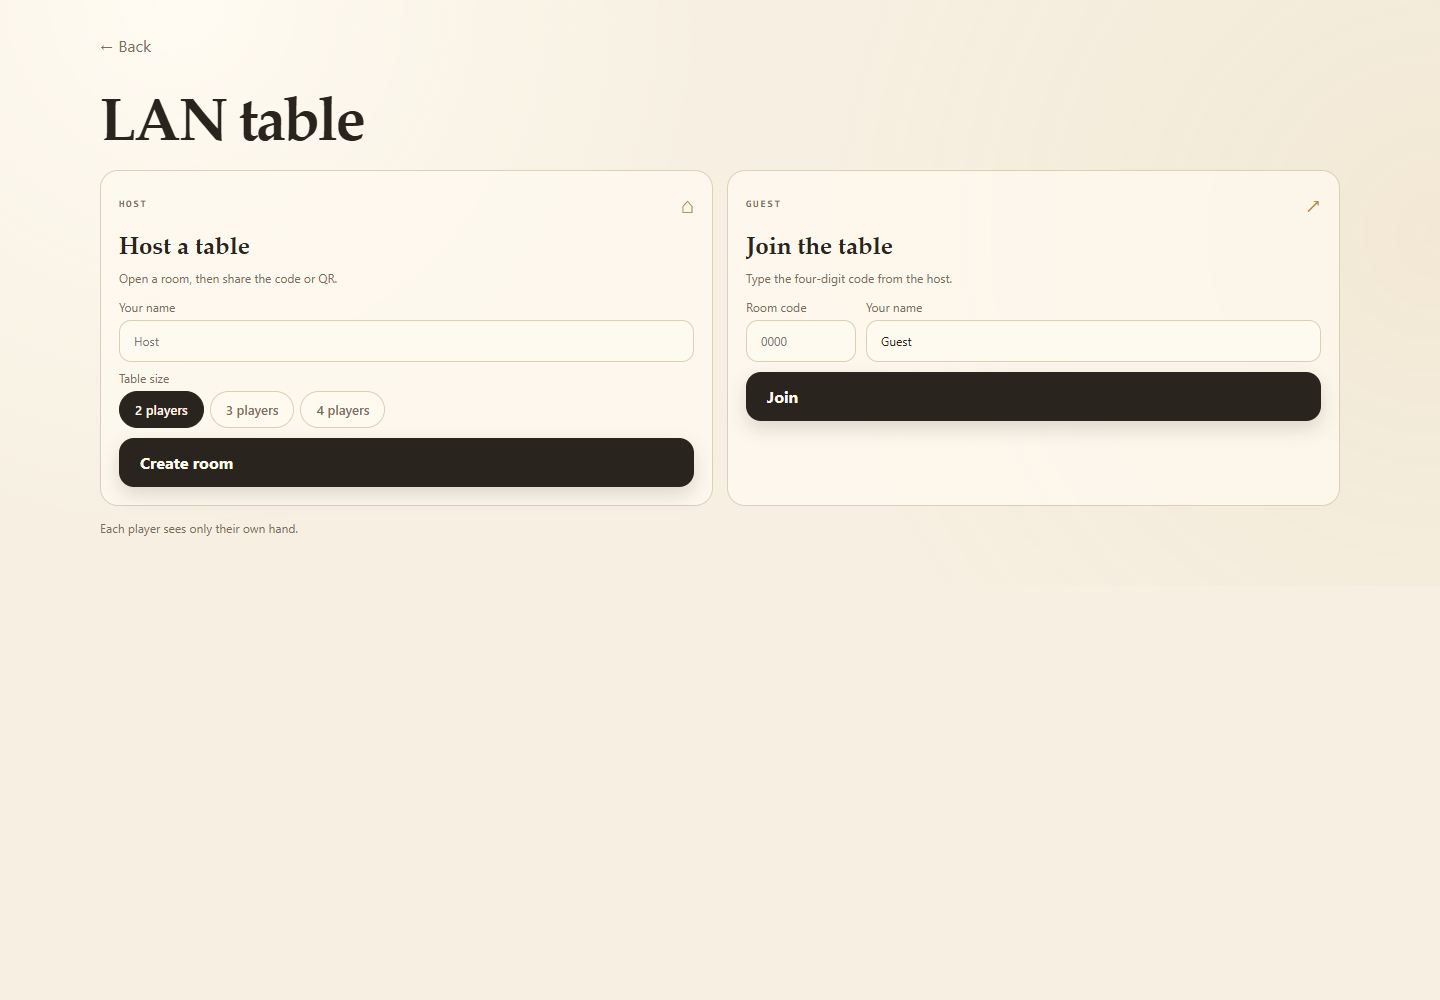 ← Back
LAN table
HOST
Host a table
Open a room, then share the code or QR.
Your name
Host
Table size
2 players
3 players
4 players
Create room
GUEST
Join the table
Type the four-digit code from the host.
Room code
Your name
0000
Guest
Join
Each player sees only their own hand.